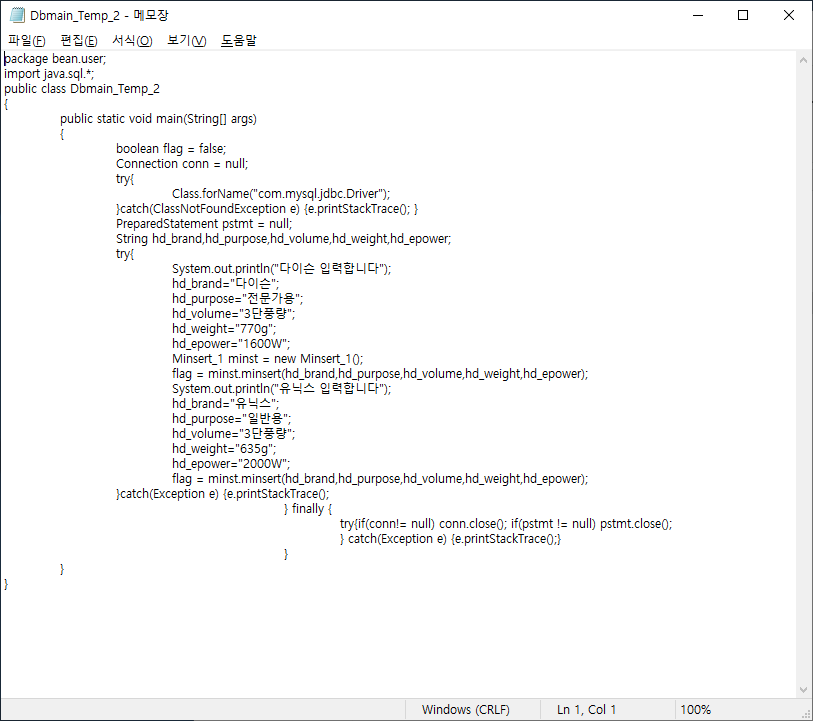 Dbmain_Temp_2 - 메모장
파일(F) 편집(E) 서식(O) 보기(V) 도움말
package bean.user;
import java.sql.*;
public class Dbmain_Temp_2
{
public static void main(String[] args)
{
boolean flag = false;
Connection conn = null;
try{
Class.forName("com.mysql.jdbc.Driver");
}catch(ClassNotFoundException e) {e.printStackTrace(); }
PreparedStatement pstmt = null;
String hd_brand,hd_purpose,hd_volume,hd_weight,hd_epower;
try{
System.out.println("다이슨 입력합니다");
hd_brand="다이슨";
hd_purpose="전문가용";
hd_volume="3단풍량";
hd_weight="770g";
hd_epower="1600W";
Minsert_1 minst = new Minsert_1();
flag = minst.minsert(hd_brand,hd_purpose,hd_volume,hd_weight,hd_epower);
System.out.println("유닉스 입력합니다");
hd_brand="유닉스";
hd_purpose="일반용";
hd_volume="3단풍량";
hd_weight="635g";
hd_epower="2000W";
flag = minst.minsert(hd_brand,hd_purpose,hd_volume,hd_weight,hd_epower);
}catch(Exception e) {e.printStackTrace();
} finally {
try{if(conn!= null) conn.close(); if(pstmt != null) pstmt.close();
} catch(Exception e) {e.printStackTrace();}
}
}
}
Windows (CRLF) Ln 1, Col 1 100%